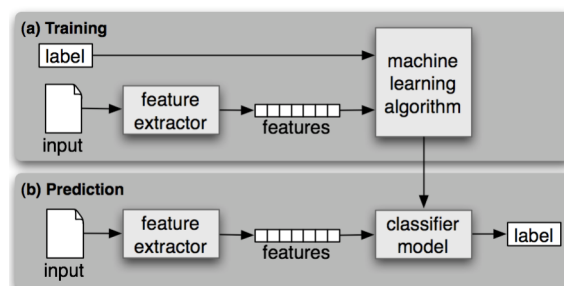 (a) Training
label
machine
learning
algorithm
feature
extractor
features
input
(b) Prediction
feature
extractor
features
classifier
model
label
input